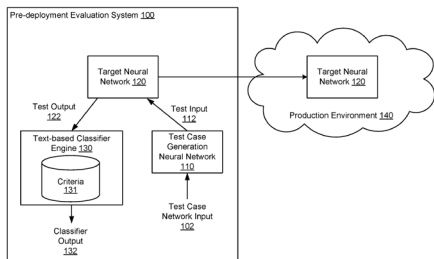 Pre-deployment Evaluation System 100
Target Neural
Network 120
Target Neural
Network 120
Production Environment 140
Test Output
122
Test Input
112
Text-based Classifier
Engine 130
Criteria
131
Test Case
Generation
Neural Network
110
Test Case
Network Input
102
Classifier
Output
132